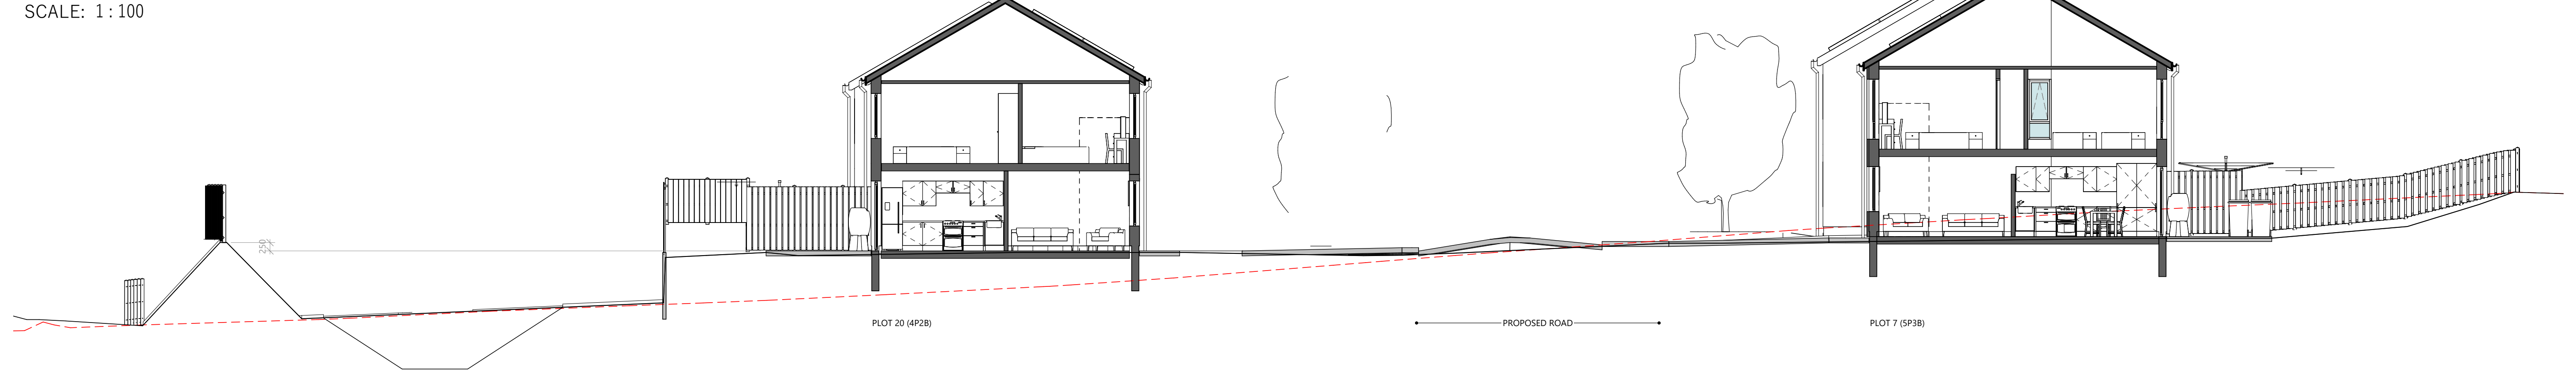 SCALE: 1 : 100
250
PLOT 20 (4P2B)
PROPOSED ROAD
PLOT 7 (5P3B)